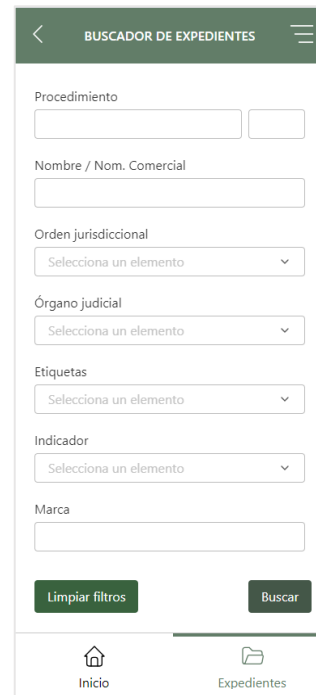 BUSCADOR DE EXPEDIENTES
Procedimiento
Nombre / Nom. Comercial
Orden jurisdiccional
Selecciona un elemento
Órgano judicial
Selecciona un elemento
Etiquetas
Selecciona un elemento
Indicador
Selecciona un elemento
Marca
Limpiar filtros Buscar
Inicio Expedientes